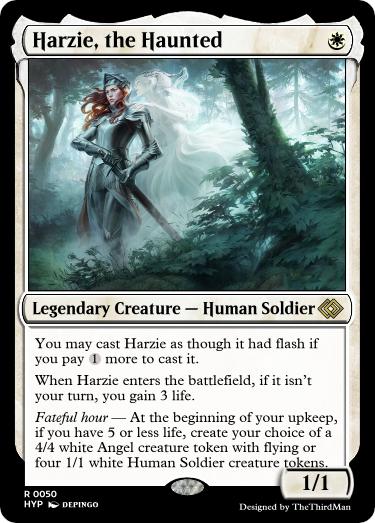 Harzie, the Haunted
Legendary Creature — Human Soldier
You may cast Harzie as though it had flash if
you pay 1 more to cast it.
When Harzie enters the battlefield, if it isn't
your turn, you gain 3 life.
Fateful hour — At the beginning of your upkeep,
if you have 5 or less life, create your choice of a
4/4 white Angel creature token with flying or
four 1/1 white Human Soldier creature tokens.
1/1
R 0050
HYP DEPINGO
Designed by TheThirdMan